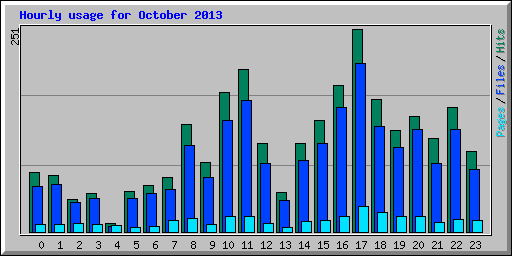 Hourly usage for October 2013
251
Pages/Files/Hits
0 1 2 3 4 5 6 7 8 9 10 11 12 13 14 15 16 17 18 19 20 21 22 23